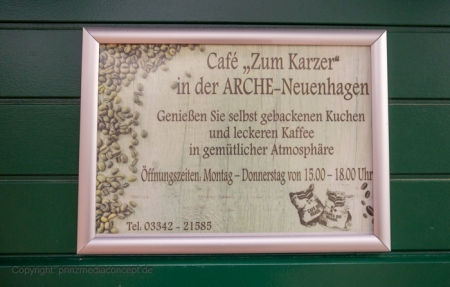 Café „Zum Karzer“
in der ARCHE-Neuenhagen
Genießen Sie selbst gebackenen Kuchen
und leckeren Kaffee
in gemütlicher Atmosphäre
Öffnungszeiten: Montag – Donnerstag von 15.00 – 18.00 Uhr
Tel. 03342 - 21585
Copyright prinzmediaconcept.de